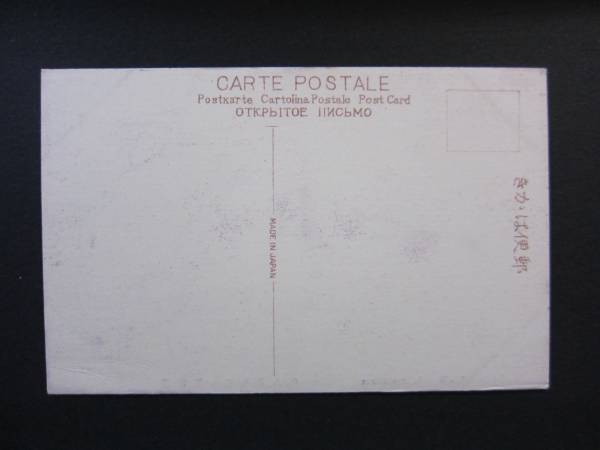 CARTE POSTALE
Postkarte Cartolina Postale Post Card
ОТКРЫТОЕ ПИСЬМО
MADE IN JAPAN
きがは便郵